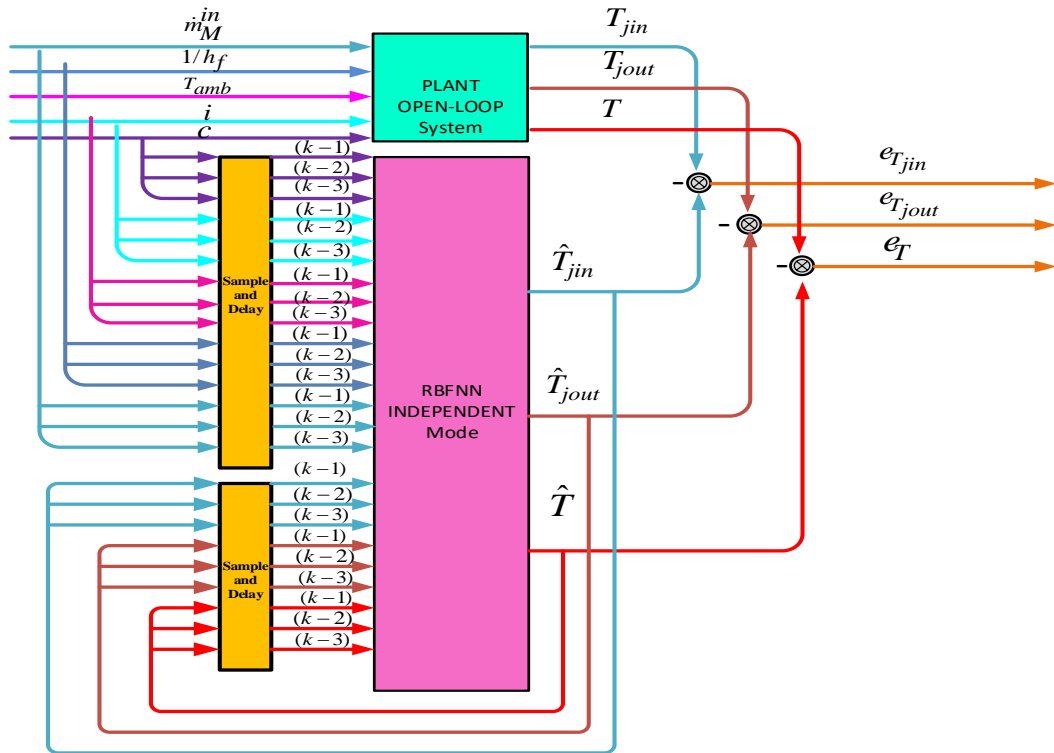 ṁ_M^in
1/h_f
T_amb
i
c
PLANT
OPEN-LOOP
System
T_jin
T_jout
T
e_T_jin
e_T_jout
e_T
Sample
and
Delay
(k−1)
(k−2)
(k−3)
(k−1)
(k−2)
(k−3)
(k−1)
(k−2)
(k−3)
(k−1)
(k−2)
(k−3)
(k−1)
(k−2)
(k−3)
RBFNN
INDEPENDENT
Mode
T̂_jin
T̂_jout
T̂
Sample
and
Delay
(k−1)
(k−2)
(k−3)
(k−1)
(k−2)
(k−3)
(k−1)
(k−2)
(k−3)
−
−
−